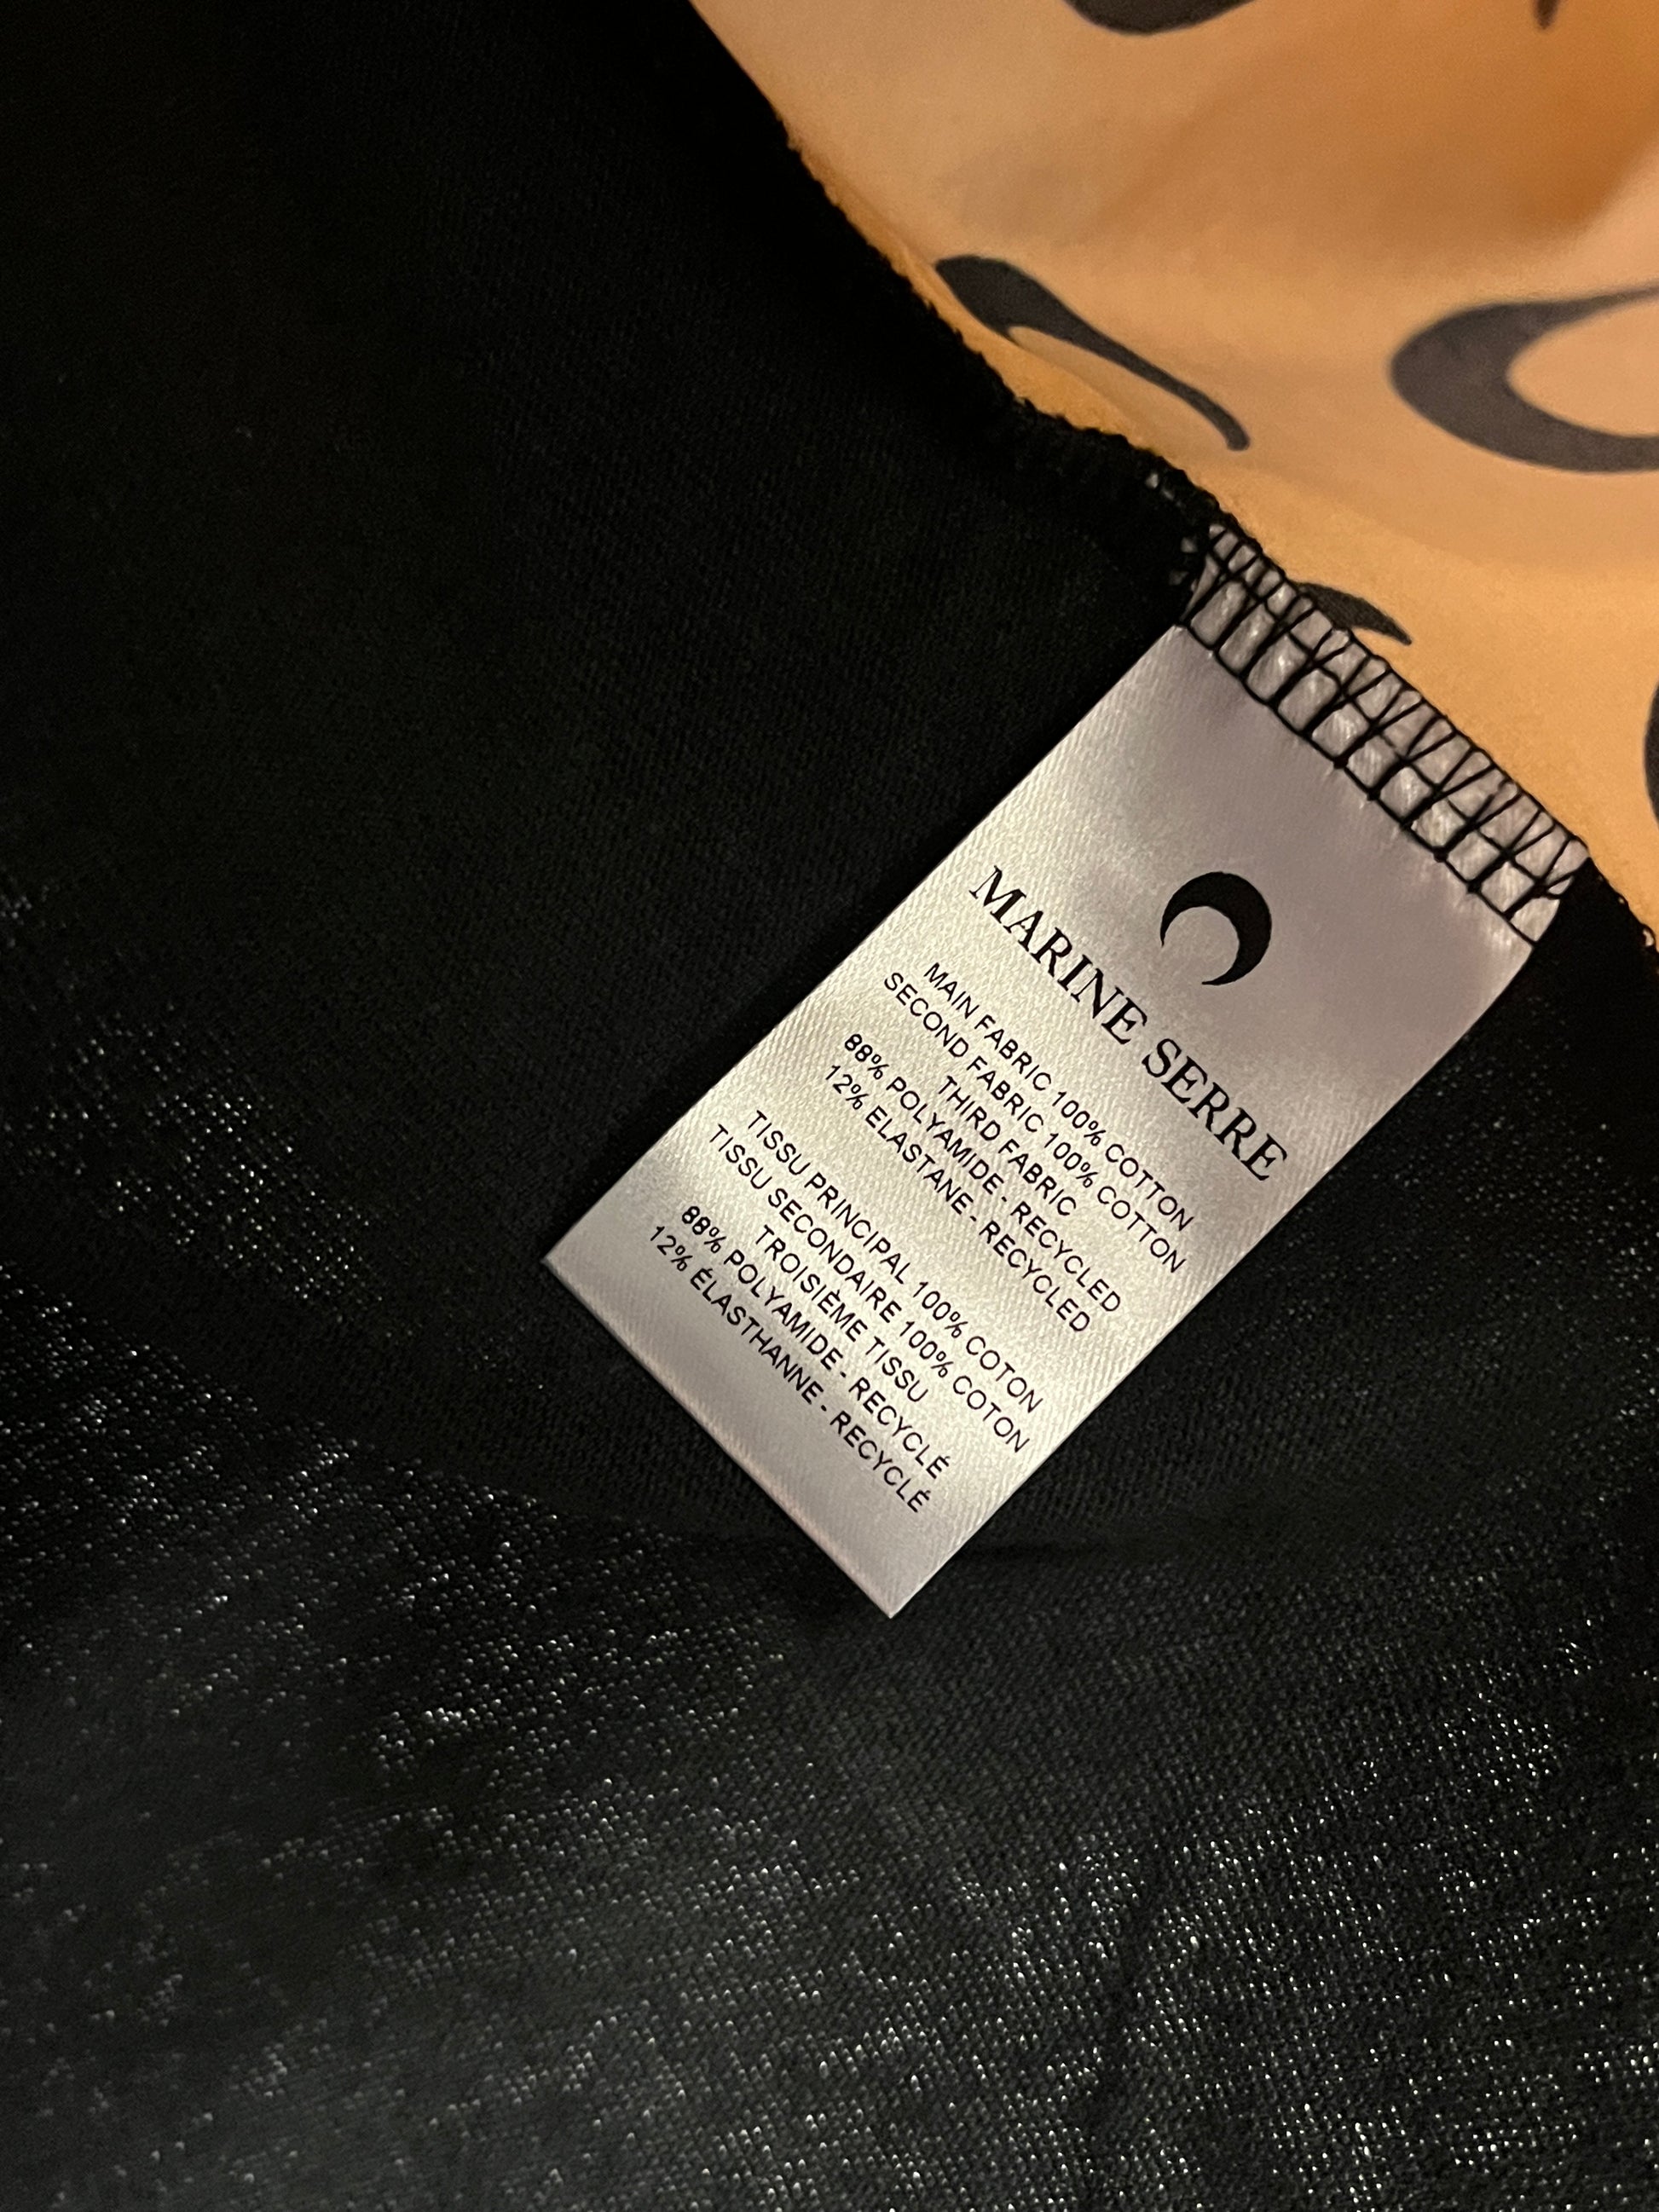 MARINE SERRE
MAIN FABRIC 100% COTTON
SECOND FABRIC 100% COTTON
THIRD FABRIC
88% POLYAMIDE - RECYCLED
12% ELASTANE - RECYCLED
TISSU PRINCIPAL 100% COTON
TISSU SECONDAIRE 100% COTON
TROISIÈME TISSU
88% POLYAMIDE - RECYCLÉ
12% ÉLASTHANNE - RECYCLÉ